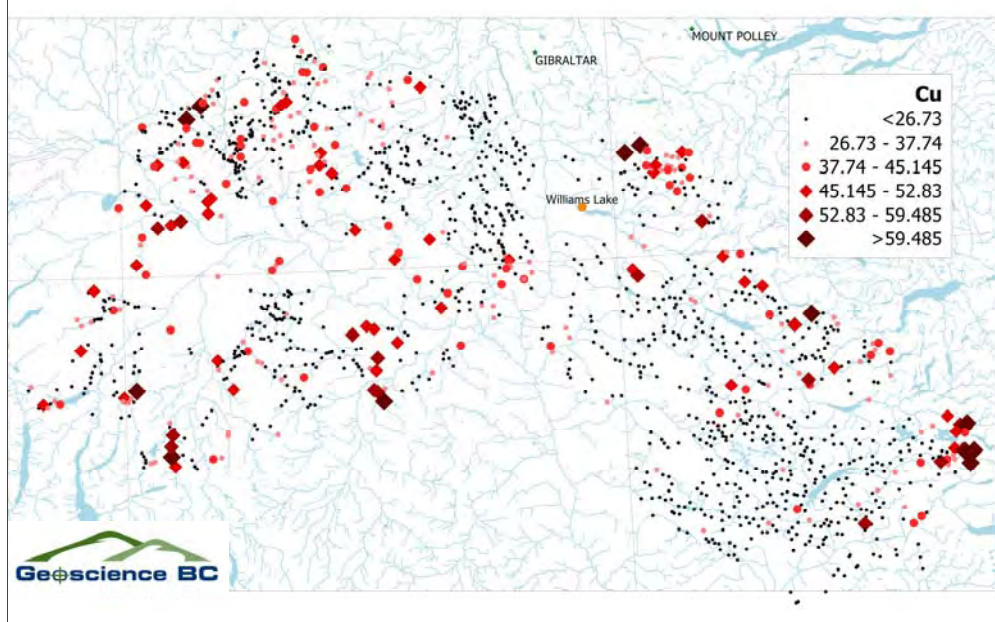 MOUNT POLLEY
GIBRALTAR
Cu
<26.73
26.73 - 37.74
37.74 - 45.145
45.145 - 52.83
52.83 - 59.485
>59.485
Williams Lake
Geoscience BC